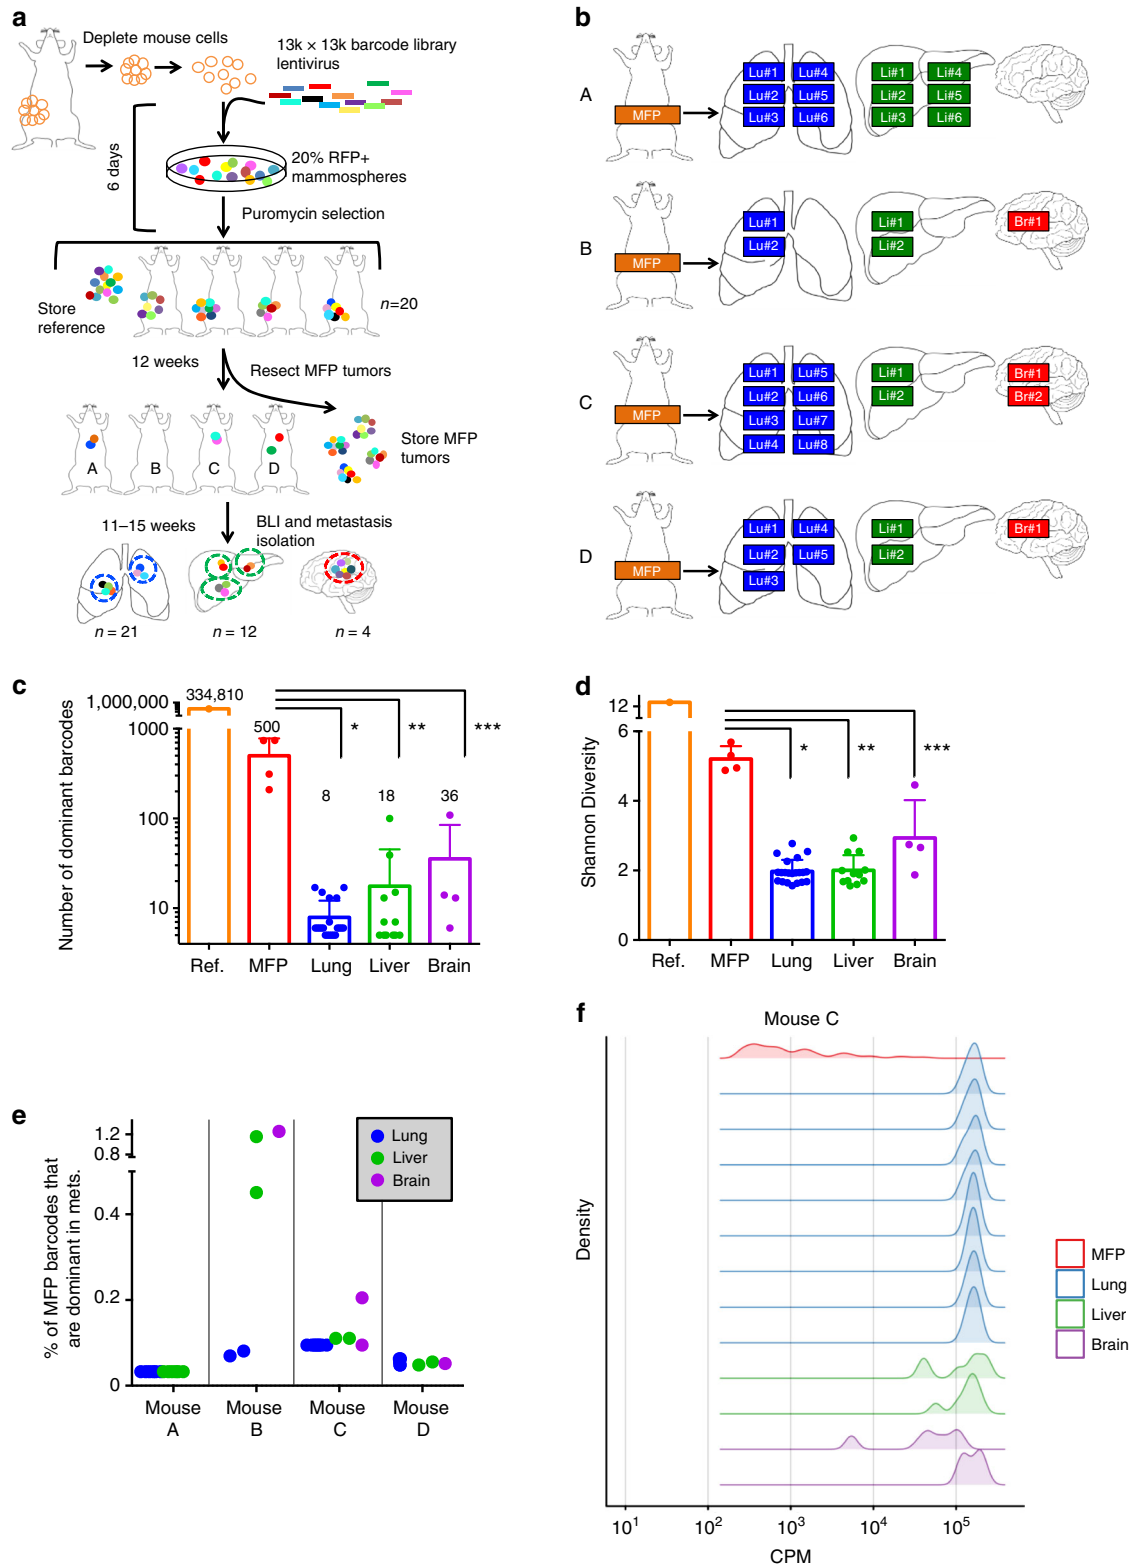 a
Deplete mouse cells
13k × 13k barcode library
lentivirus
6 days
20% RFP+
mammospheres
Puromycin selection
Store
reference
n=20
12 weeks
Resect MFP tumors
A
B
C
D
Store MFP
tumors
11–15 weeks
BLI and metastasis
isolation
n = 21
n = 12
n = 4
b
A
MFP
Lu#1
Lu#4
Lu#2
Lu#5
Lu#3
Lu#6
Li#1
Li#4
Li#2
Li#5
Li#3
Li#6
B
MFP
Lu#1
Lu#2
Li#1
Li#2
Br#1
C
MFP
Lu#1
Lu#5
Lu#2
Lu#6
Lu#3
Lu#7
Lu#4
Lu#8
Li#1
Li#2
Br#1
Br#2
D
MFP
Lu#1
Lu#4
Lu#2
Lu#5
Lu#3
Li#1
Li#2
Br#1
c
Number of dominant barcodes
1,000,000
1000
100
10
334,810
500
8
18
36
*
**
***
Ref.
MFP
Lung
Liver
Brain
d
Shannon Diversity
12
6
4
2
0
*
**
***
Ref.
MFP
Lung
Liver
Brain
e
% of MFP barcodes that
are dominant in mets.
1.2
0.8
0.4
0.2
0
Lung
Liver
Brain
Mouse
A
Mouse
B
Mouse
C
Mouse
D
f
Mouse C
Density
10¹
10²
10³
10⁴
10⁵
CPM
MFP
Lung
Liver
Brain